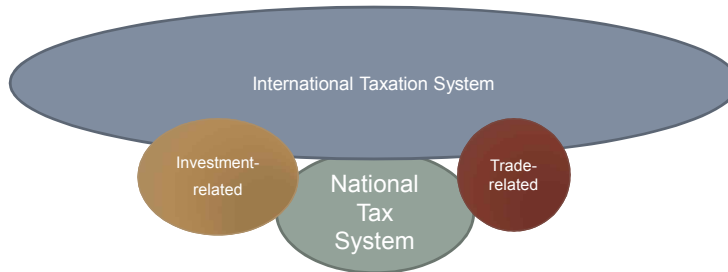 International Taxation System
Investment-
related
National
Tax
System
Trade-
related